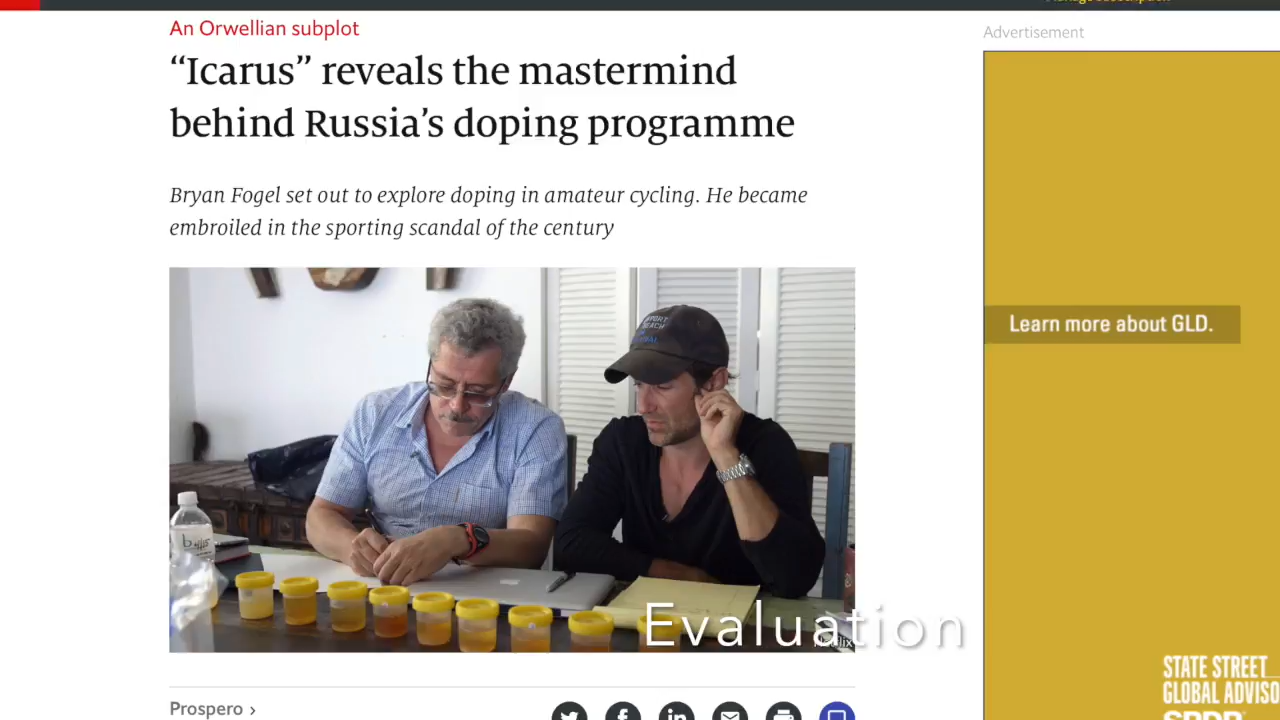 An Orwellian subplot
Advertisement
“Icarus” reveals the mastermind
behind Russia’s doping programme
Bryan Fogel set out to explore doping in amateur cycling. He became
embroiled in the sporting scandal of the century
Learn more about GLD.
Evaluation
Netflix
STATE STREET
GLOBAL ADVISO
SPDR
Prospero ›